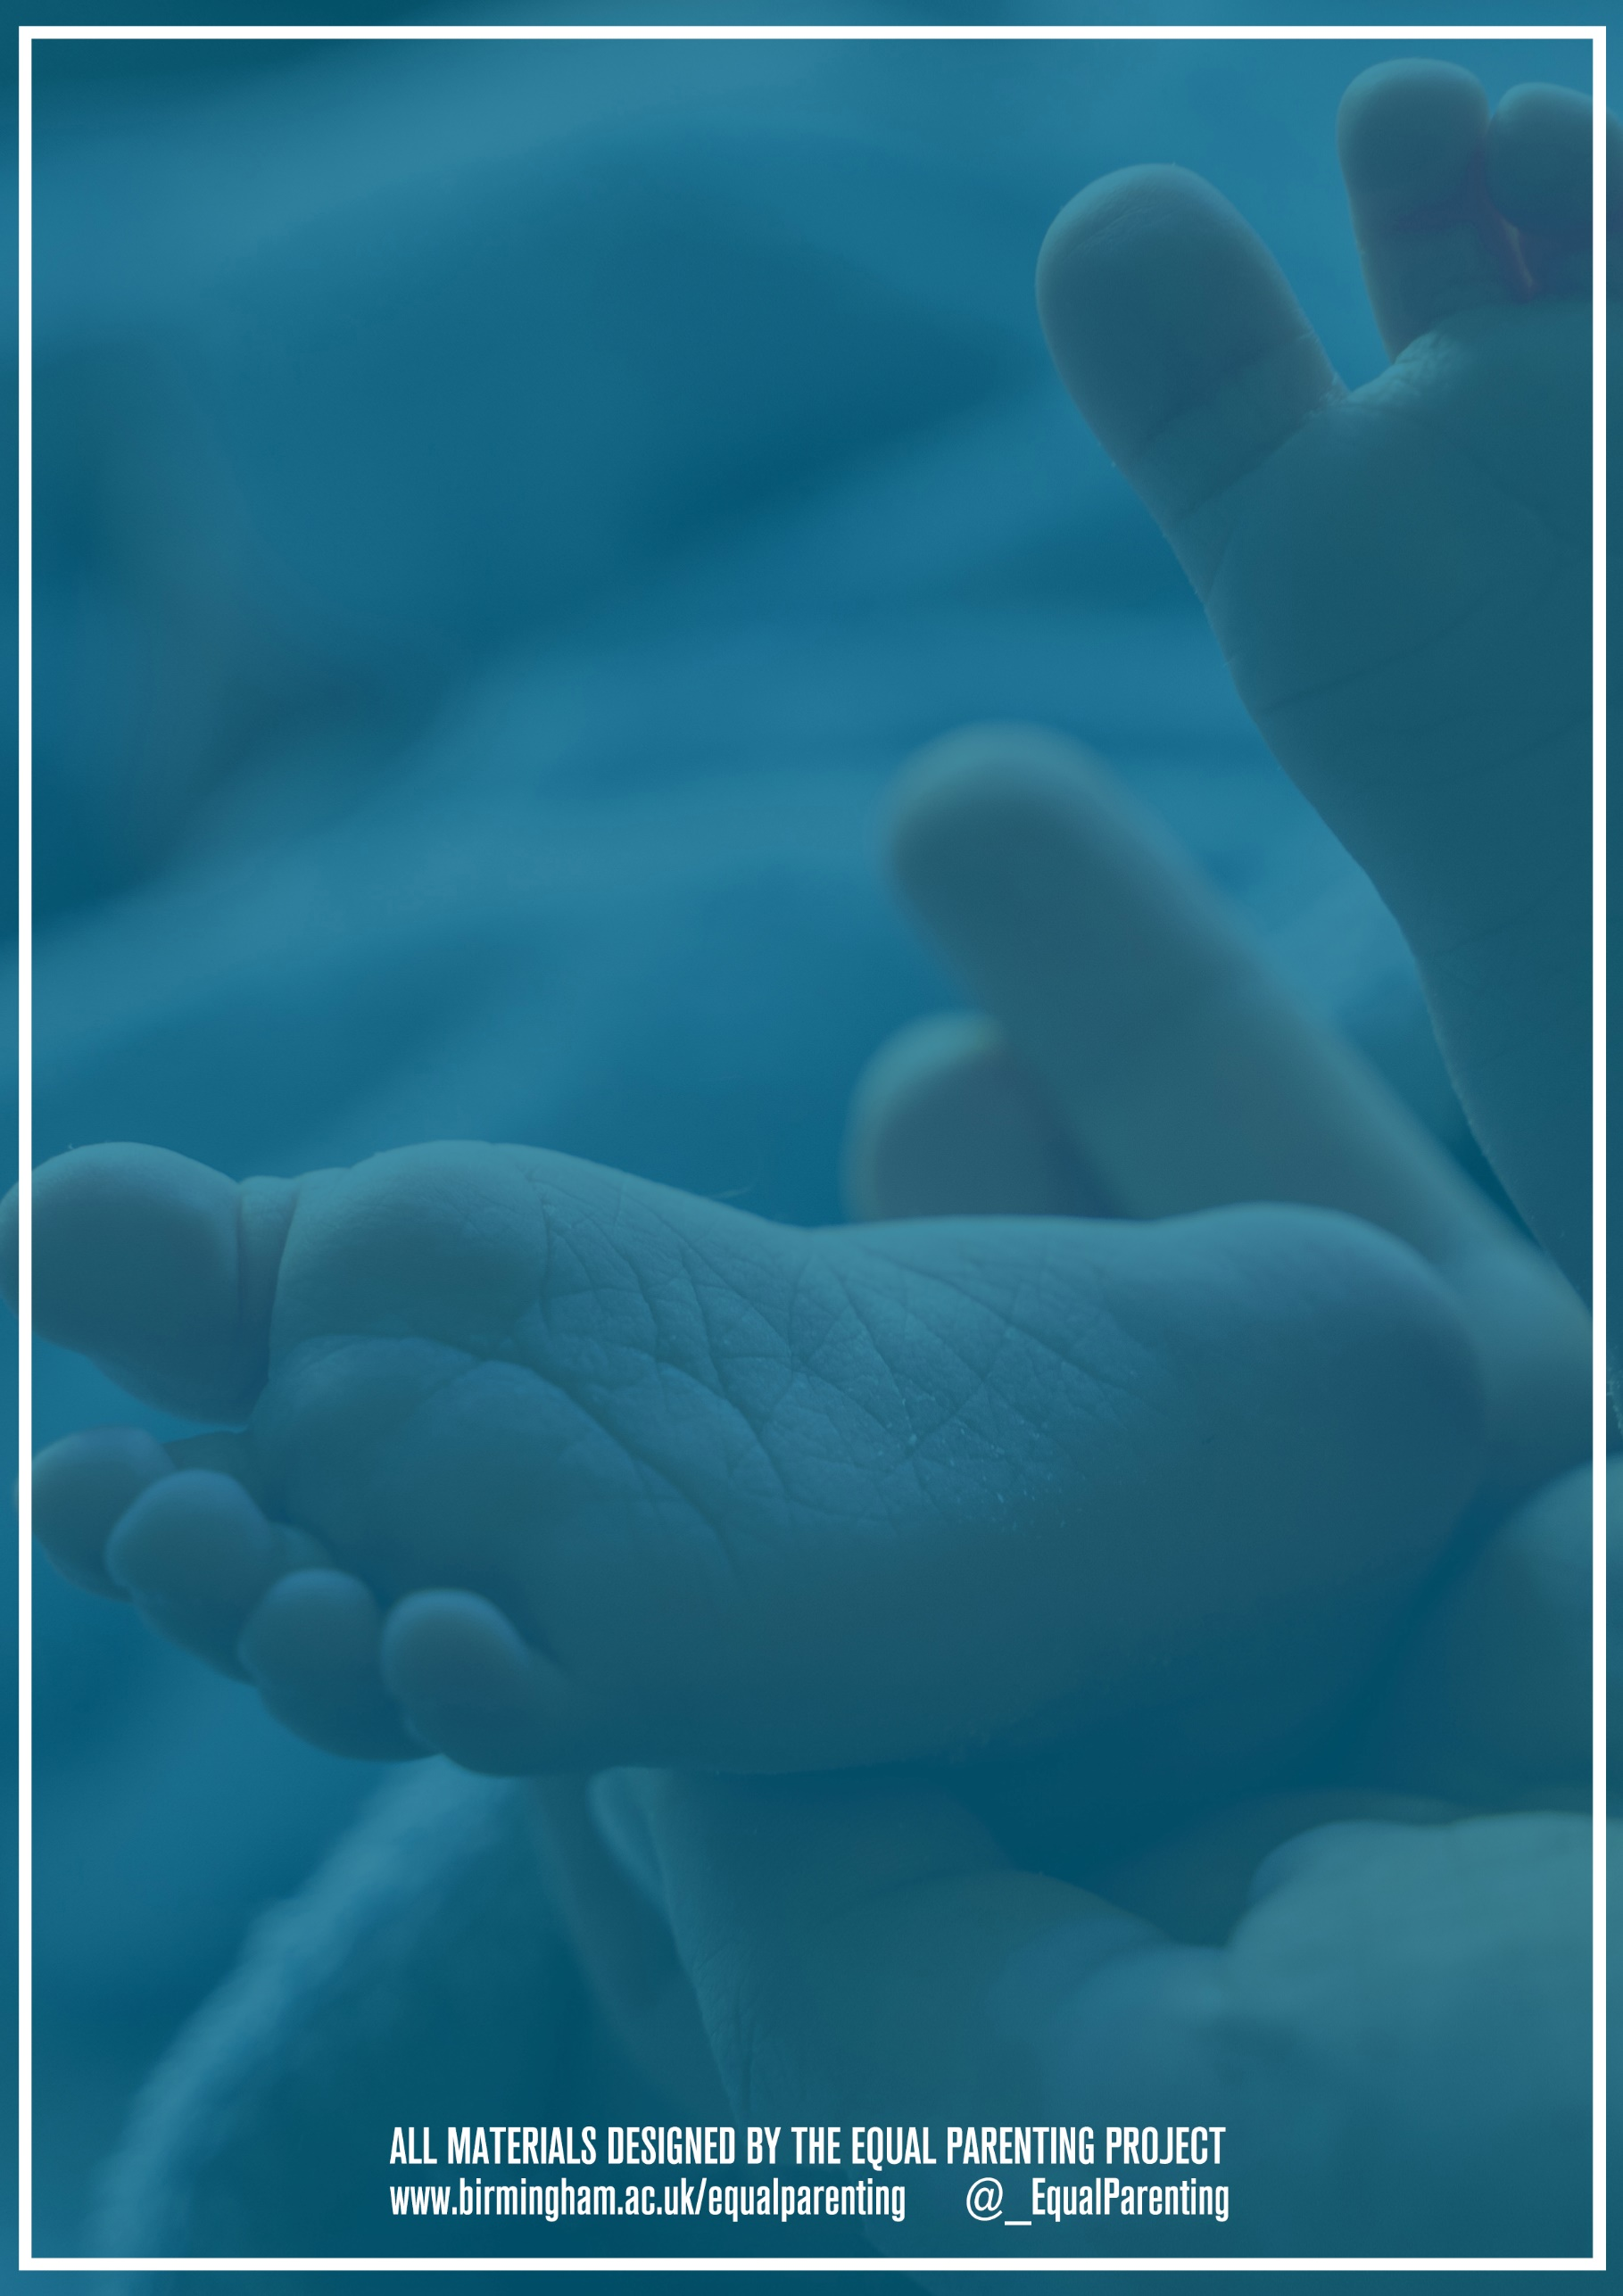 ALL MATERIALS DESIGNED BY THE EQUAL PARENTING PROJECT
www.birmingham.ac.uk/equalparenting @_EqualParenting